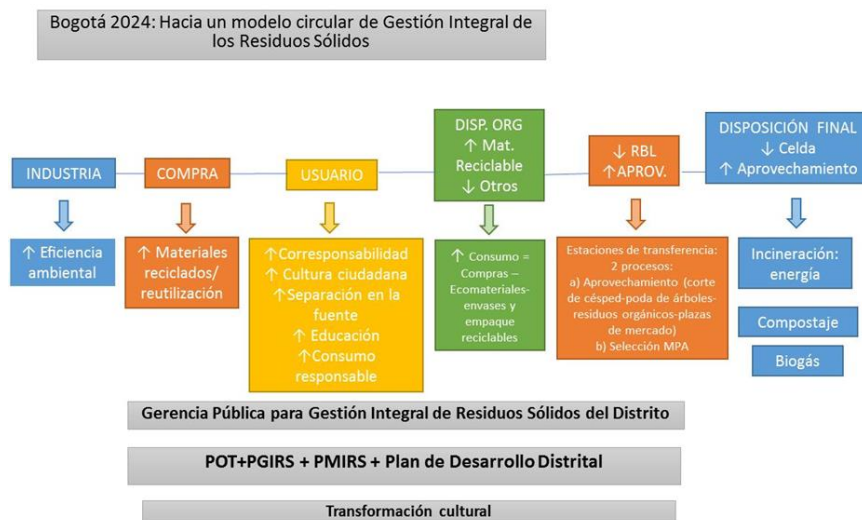 Bogotá 2024: Hacia un modelo circular de Gestión Integral de
los Residuos Sólidos
INDUSTRIA
↑ Eficiencia
ambiental
COMPRA
↑ Materiales
reciclados/
reutilización
USUARIO
↑Corresponsabilidad
↑ Cultura ciudadana
↑Separación en la
fuente
↑ Educación
↑Consumo
responsable
DISP. ORG
↑ Mat.
Reciclable
↓ Otros
↑ Consumo =
Compras –
Ecomateriales-
envases y
empaque
reciclables
↓ RBL
↑APROV.
Estaciones de transferencia:
2 procesos:
a) Aprovechamiento (corte
de césped-poda de árboles-
residuos orgánicos-plazas
de mercado)
b) Selección MPA
DISPOSICIÓN FINAL
↓ Celda
↑ Aprovechamiento
Incineración:
energía
Compostaje
Biogás
Gerencia Pública para Gestión Integral de Residuos Sólidos del Distrito
POT+PGIRS + PMIRS + Plan de Desarrollo Distrital
Transformación cultural